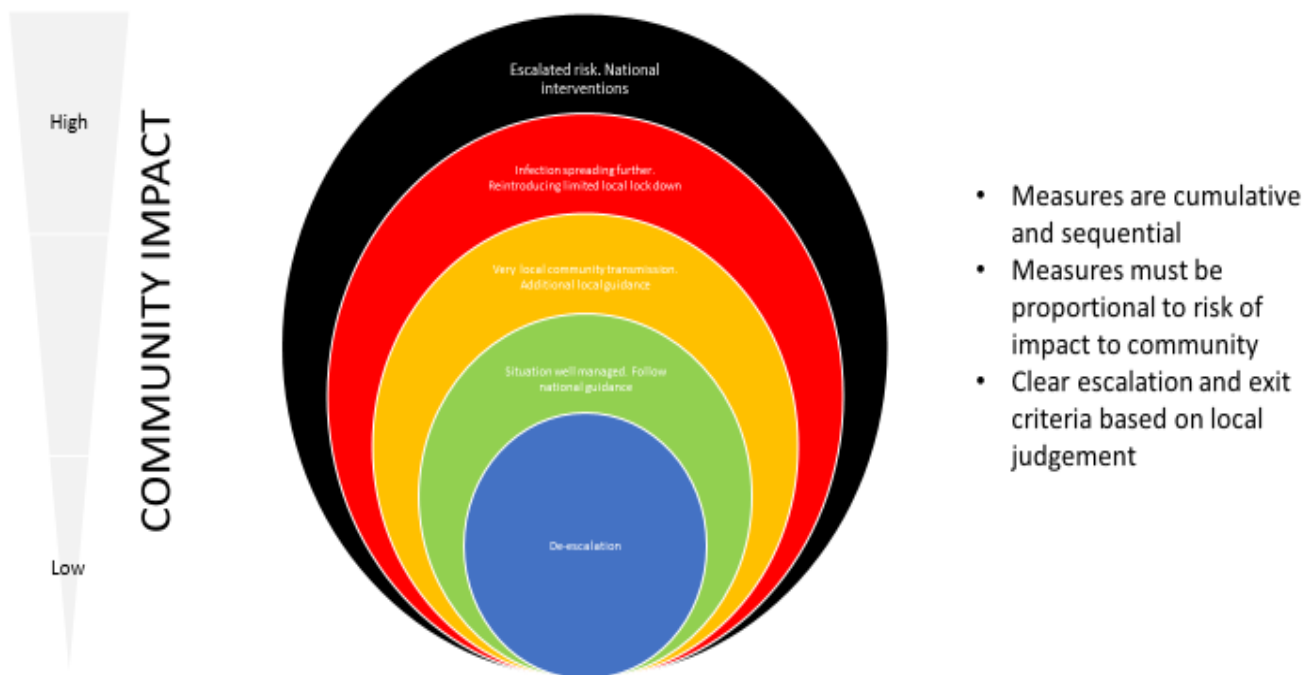 High
Low
COMMUNITY IMPACT
Escalated risk. National
interventions
Infection spreading further.
Reintroducing limited local lock down
Very local community transmission.
Additional local guidance
Situation well managed. Follow
national guidance
De-escalation
• Measures are cumulative
and sequential
• Measures must be
proportional to risk of
impact to community
• Clear escalation and exit
criteria based on local
judgement